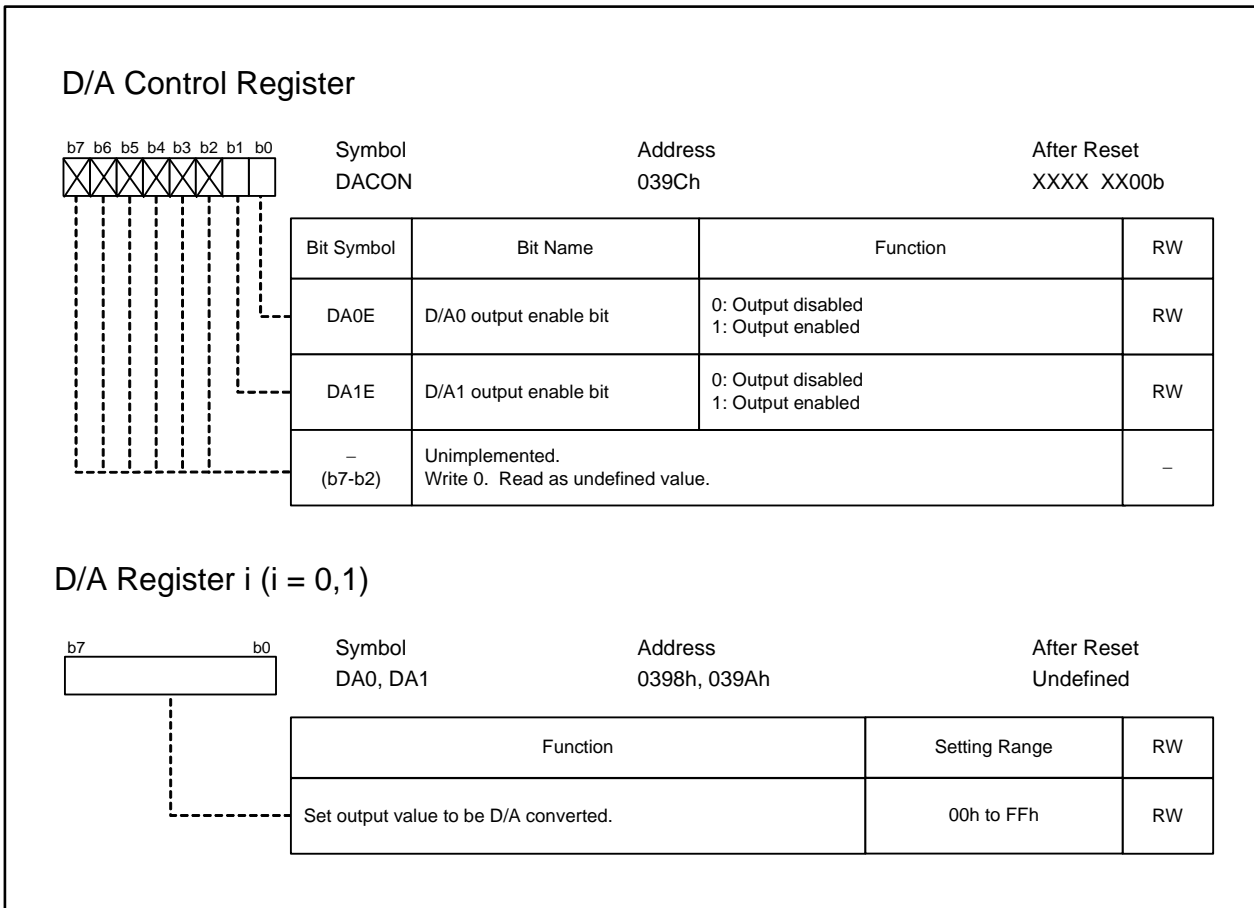 D/A Control Register
b7 b6 b5 b4 b3 b2 b1 b0
Symbol Address After Reset
DACON 039Ch XXXX XX00b
Bit Symbol Bit Name Function RW
DA0E D/A0 output enable bit 0: Output disabled
1: Output enabled RW
DA1E D/A1 output enable bit 0: Output disabled
1: Output enabled RW
–
(b7-b2) Unimplemented.
Write 0. Read as undefined value. –
D/A Register i (i = 0,1)
b7 b0
Symbol Address After Reset
DA0, DA1 0398h, 039Ah Undefined
Function Setting Range RW
Set output value to be D/A converted. 00h to FFh RW